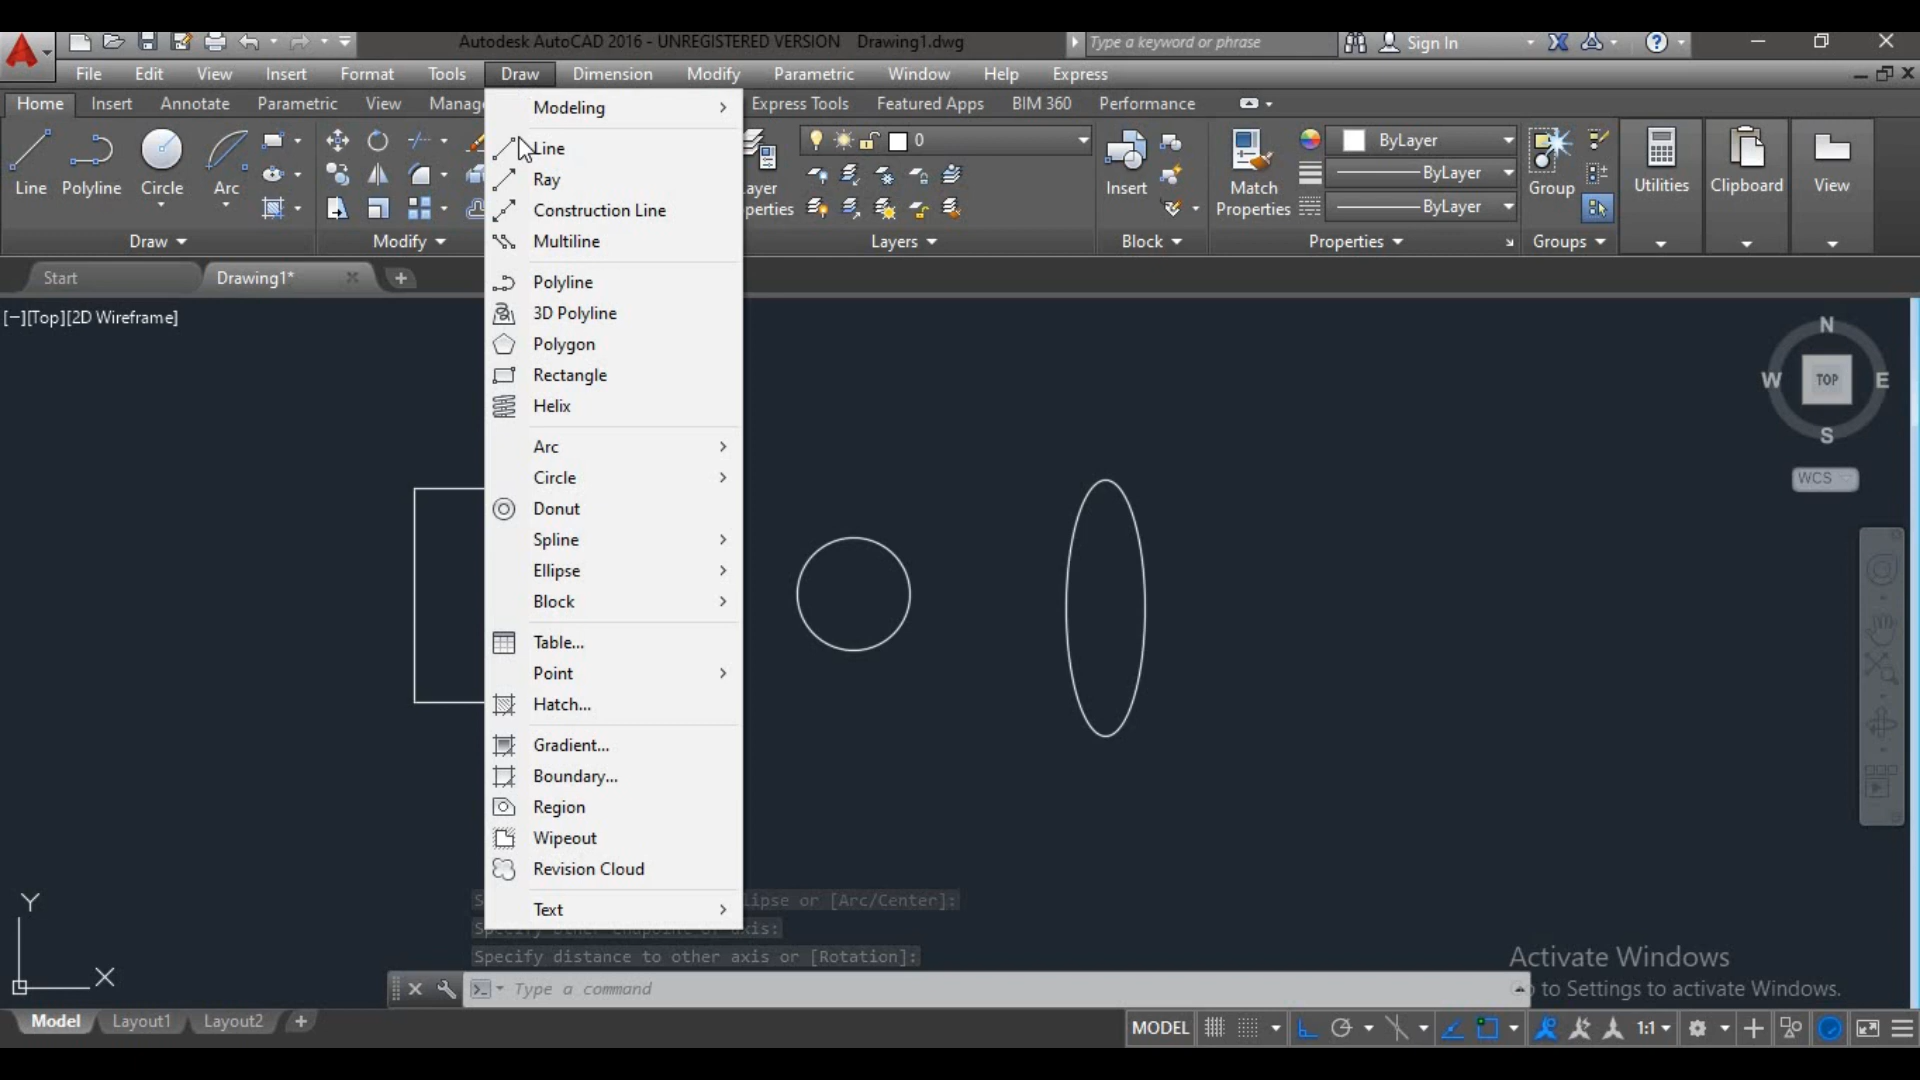 Autodesk AutoCAD 2016 - UNREGISTERED VERSION Drawing1.dwg Type a keyword or phrase Sign In
File Edit View Insert Format Tools Draw Dimension Modify Parametric Window Help Express
Home Insert Annotate Parametric View Manag Express Tools Featured Apps BIM 360 Performance
Modeling
Line
Ray
Construction Line
Multiline
Polyline
3D Polyline
Polygon
Rectangle
Helix
Arc
Circle
Donut
Spline
Ellipse
Block
Table...
Point
Hatch...
Gradient...
Boundary...
Region
Wipeout
Revision Cloud
Text
Line Polyline Circle Arc
Draw Modify
ayer
perties
0
Layers
Insert
Block
Match
Properties
ByLayer
ByLayer
ByLayer
Properties
Group
Groups
Utilities Clipboard View
Start Drawing1*
[−][Top][2D Wireframe]
N
W TOP E
S
WCS
Y
X
lipse or [Arc/Center]:
xis:
Specify distance to other axis or [Rotation]:
Type a command
Activate Windows
to Settings to activate Windows.
Model Layout1 Layout2
MODEL 1:1